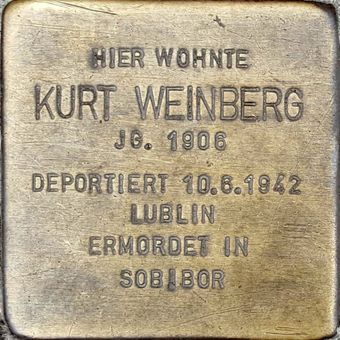 HIER WOHNTE
KURT WEINBERG
JG. 1906
DEPORTIERT 10.6.1942
LUBLIN
ERMORDET IN
SOBIBOR